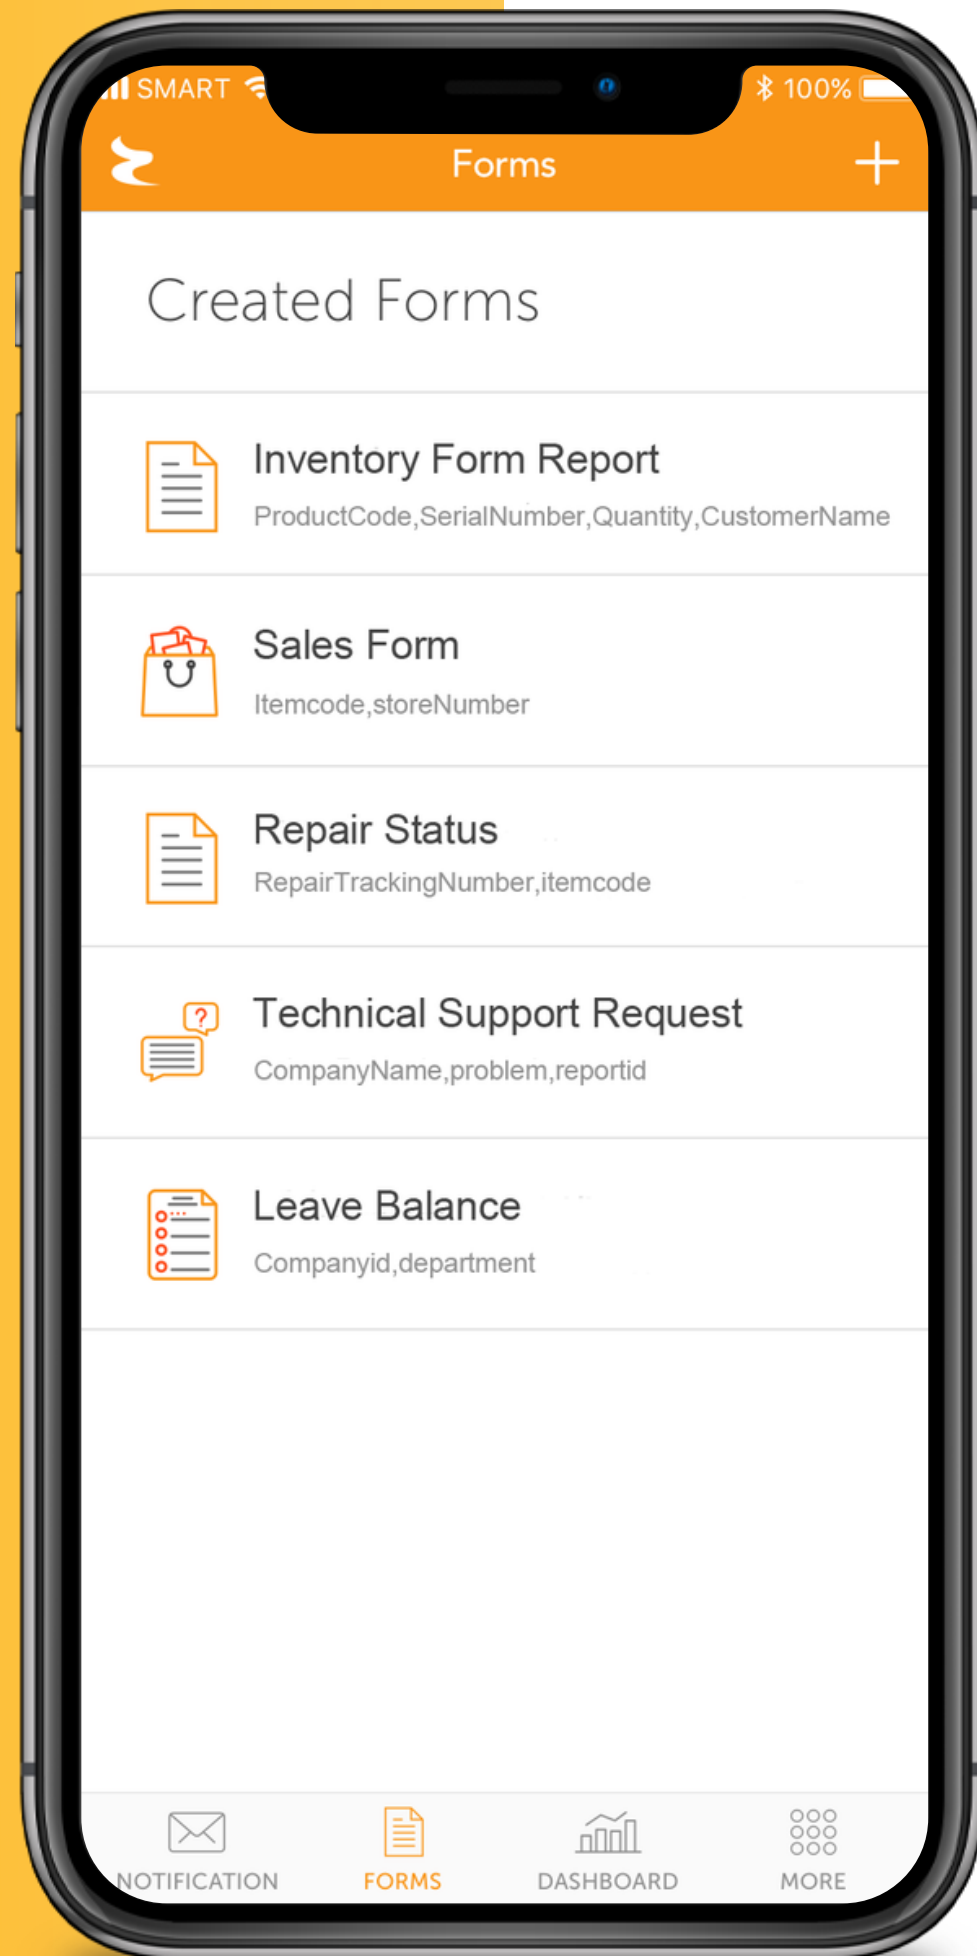 SMART
100%
Forms
Created Forms
Inventory Form Report
ProductCode,SerialNumber,Quantity,CustomerName
Sales Form
Itemcode,storeNumber
Repair Status
RepairTrackingNumber,itemcode
?
Technical Support Request
CompanyName,problem,reportid
Leave Balance
Companyid,department
NOTIFICATION
FORMS
DASHBOARD
MORE